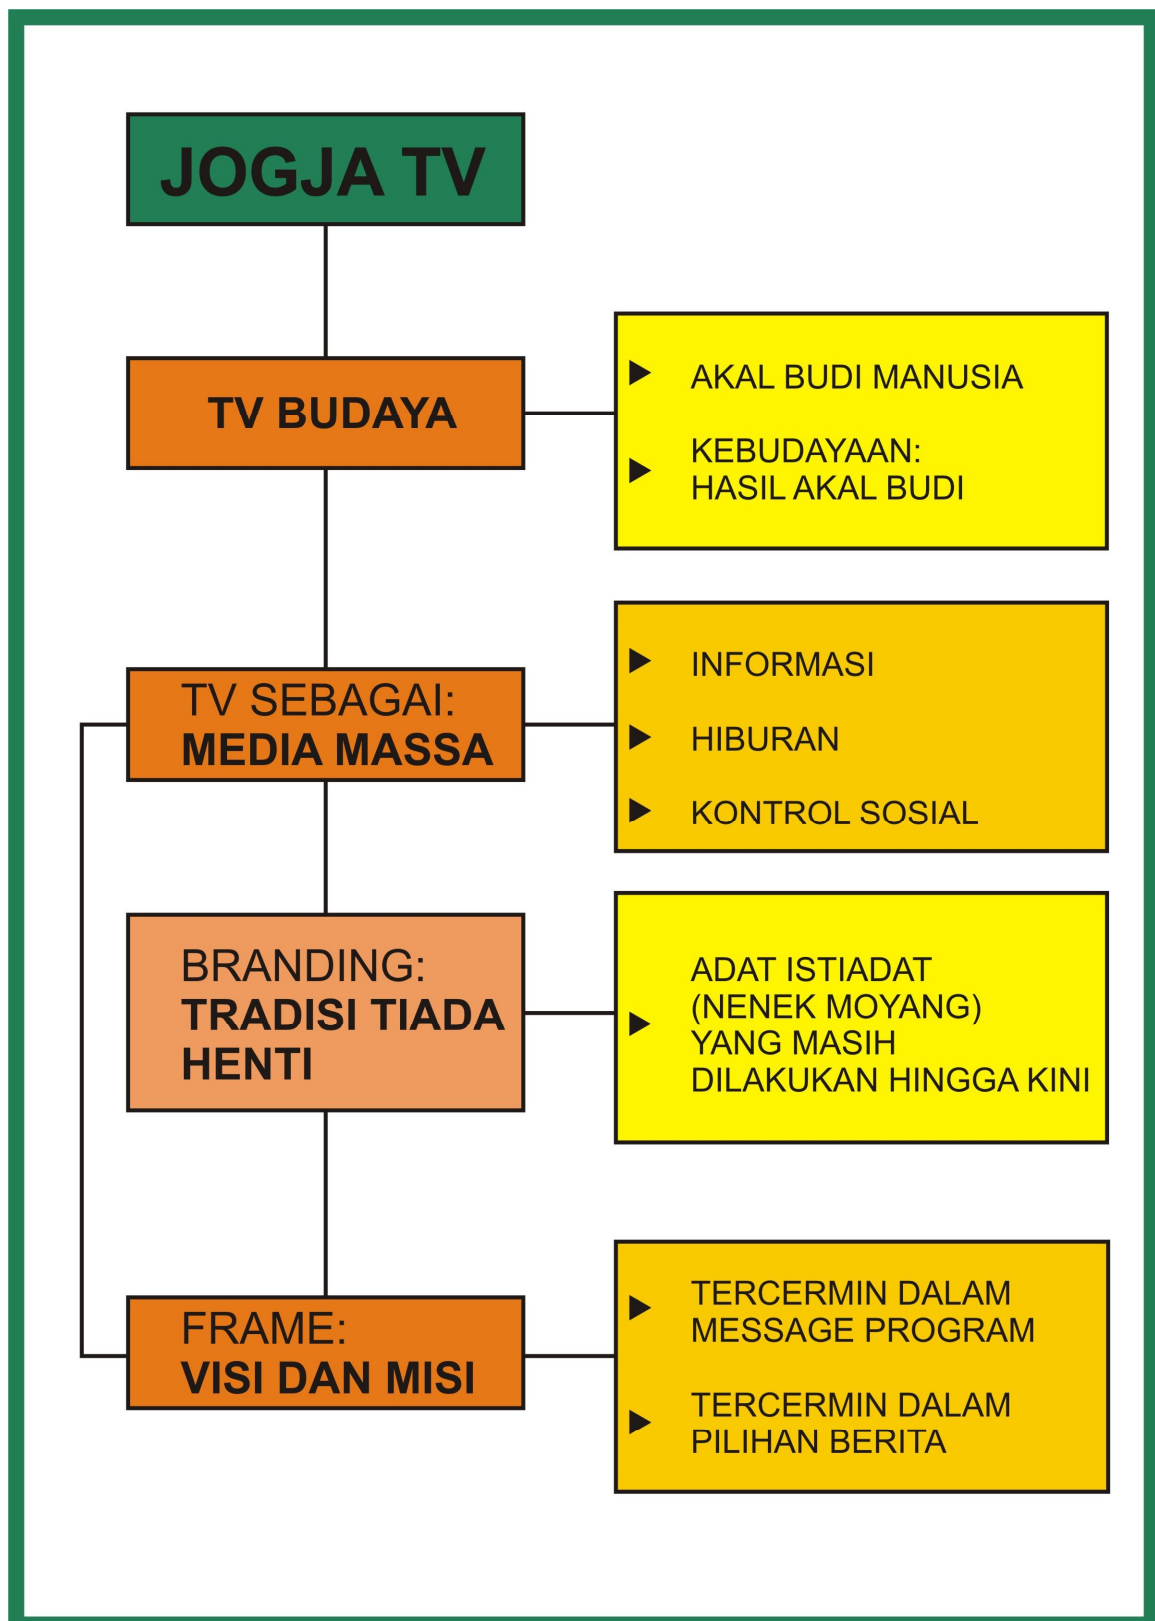 JOGJA TV
TV BUDAYA
AKAL BUDI MANUSIA
KEBUDAYAAN:
HASIL AKAL BUDI
TV SEBAGAI:
MEDIA MASSA
INFORMASI
HIBURAN
KONTROL SOSIAL
BRANDING:
TRADISI TIADA
HENTI
ADAT ISTIADAT
(NENEK MOYANG)
YANG MASIH
DILAKUKAN HINGGA KINI
FRAME:
VISI DAN MISI
TERCERMIN DALAM
MESSAGE PROGRAM
TERCERMIN DALAM
PILIHAN BERITA